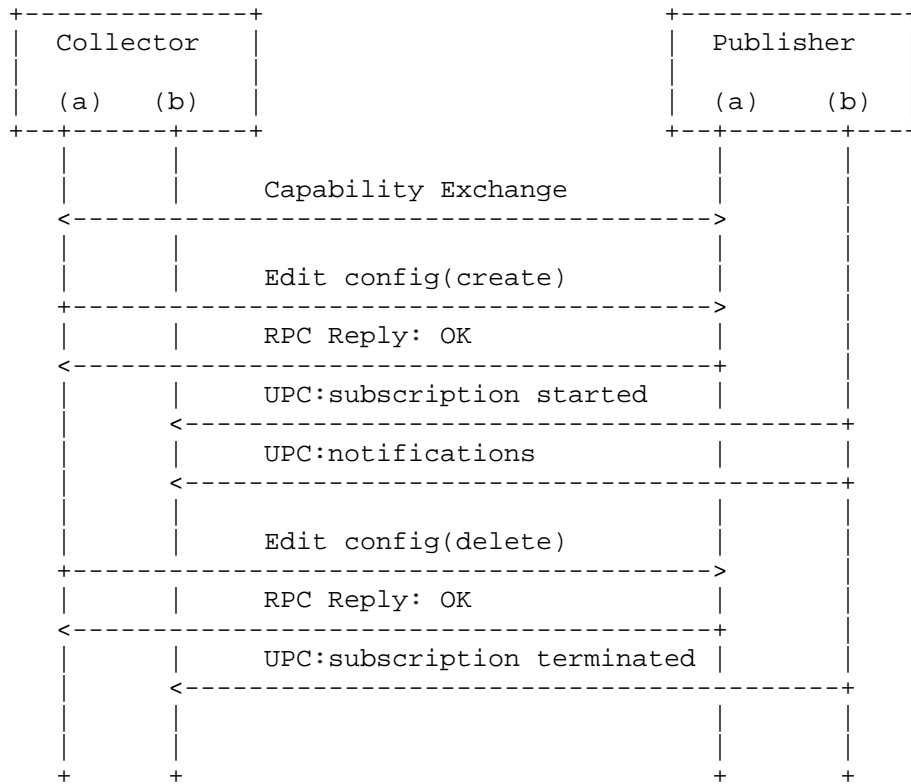 Collector Publisher
(a) (b) (a) (b)
Capability Exchange
Edit config(create)
RPC Reply: OK
UPC:subscription started
UPC:notifications
Edit config(delete)
RPC Reply: OK
UPC:subscription terminated